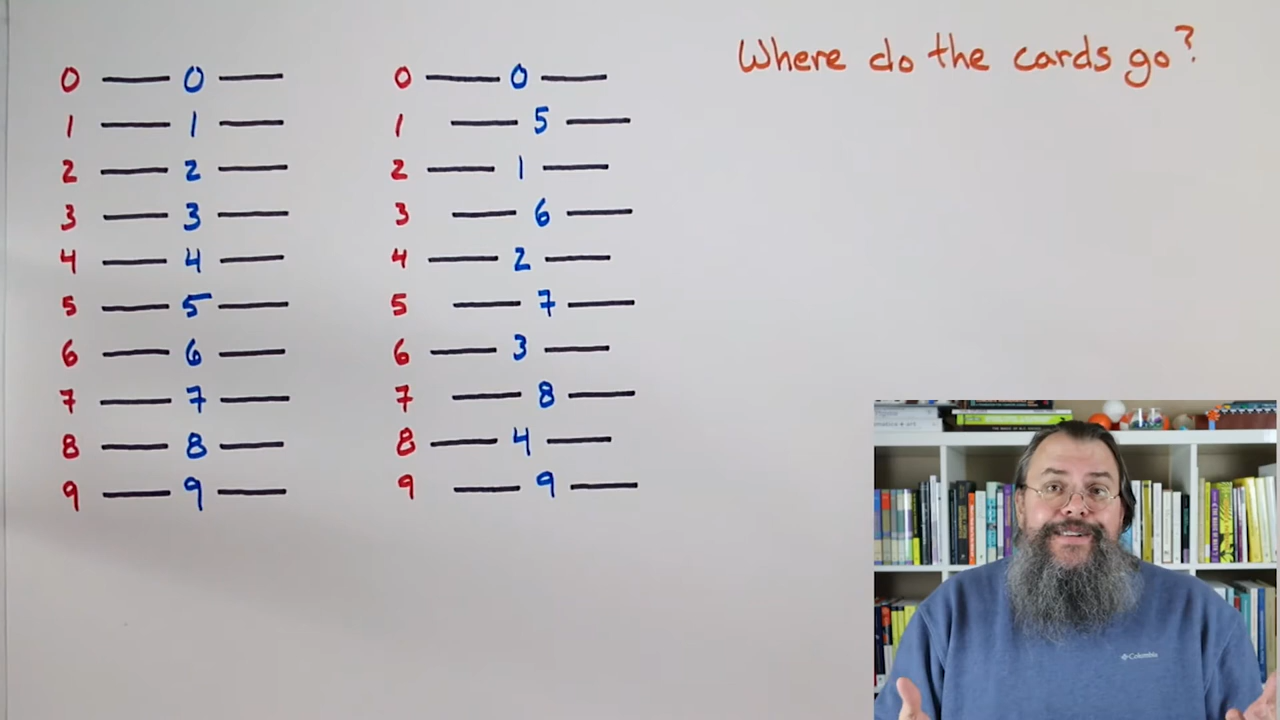 Where do the cards go?
0 — 0 — 0 — 0 —
1 — 1 — 1 — 5 —
2 — 2 — 2 — 1 —
3 — 3 — 3 — 6 —
4 — 4 — 4 — 2 —
5 — 5 — 5 — 7 —
6 — 6 — 6 — 3 —
7 — 7 — 7 — 8 —
8 — 8 — 8 — 4 —
9 — 9 — 9 — 9 —
Columbia